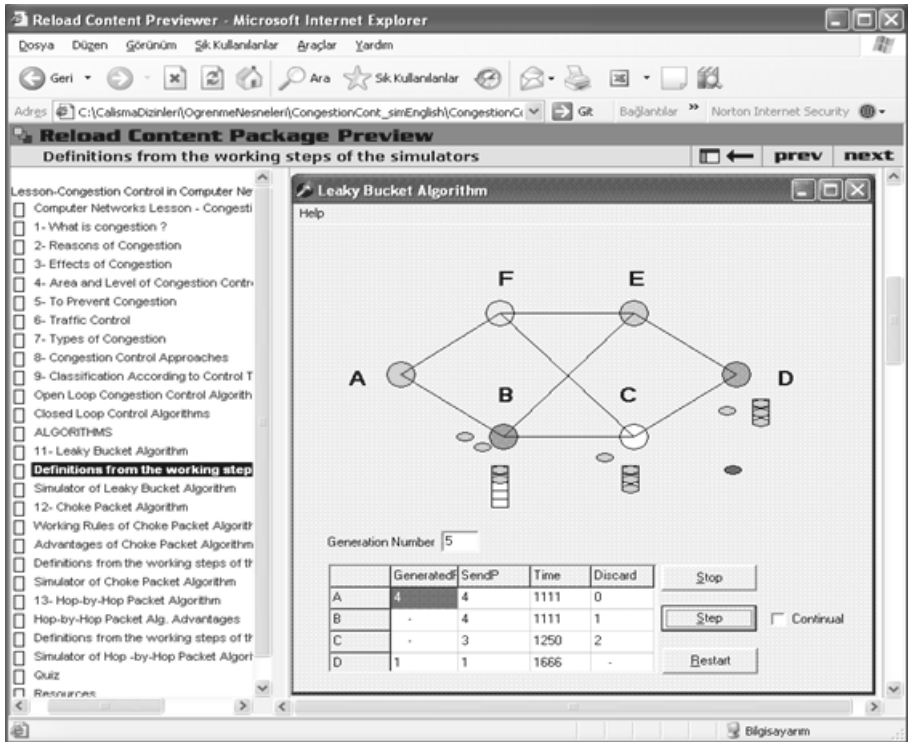 Reload Content Previewer - Microsoft Internet Explorer
Dosya Düzen Görünüm Sık Kullanılanlar Araçlar Yardım
Geri Ara Sık Kullanılanlar
Adres C:\CalismaDizinleri\OgrenmeNesneleri\CongestionCont_simEnglish\CongestionCo Git Bağlantılar » Norton Internet Security
Reload Content Package Preview
Definitions from the working steps of the simulators prev next
Lesson-Congestion Control in Computer Net
Computer Networks Lesson - Congesti
1- What is congestion ?
2- Reasons of Congestion
3- Effects of Congestion
4- Area and Level of Congestion Contr
5- To Prevent Congestion
6- Traffic Control
7- Types of Congestion
8- Congestion Control Approaches
9- Classification According to Control T
Open Loop Congestion Control Algorith
Closed Loop Control Algorithms
ALGORITHMS
11- Leaky Bucket Algorithm
Definitions from the working step
Simulator of Leaky Bucket Algorithm
12- Choke Packet Algorithm
Working Rules of Choke Packet Algorith
Advantages of Choke Packet Algorithm
Definitions from the working steps of th
Simulator of Choke Packet Algorithm
13- Hop-by-Hop Packet Algorithm
Hop-by-Hop Packet Alg. Advantages
Definitions from the working steps of th
Simulator of Hop -by-Hop Packet Algori
Quiz
Resources
Leaky Bucket Algorithm
Help
F E
A B C D
Generation Number 5
GeneratedP SendP Time Discard
A 4 4 1111 0
B - 4 1111 1
C - 3 1250 2
D 1 1 1666 -
Stop
Step Continual
Restart
Bilgisayarım